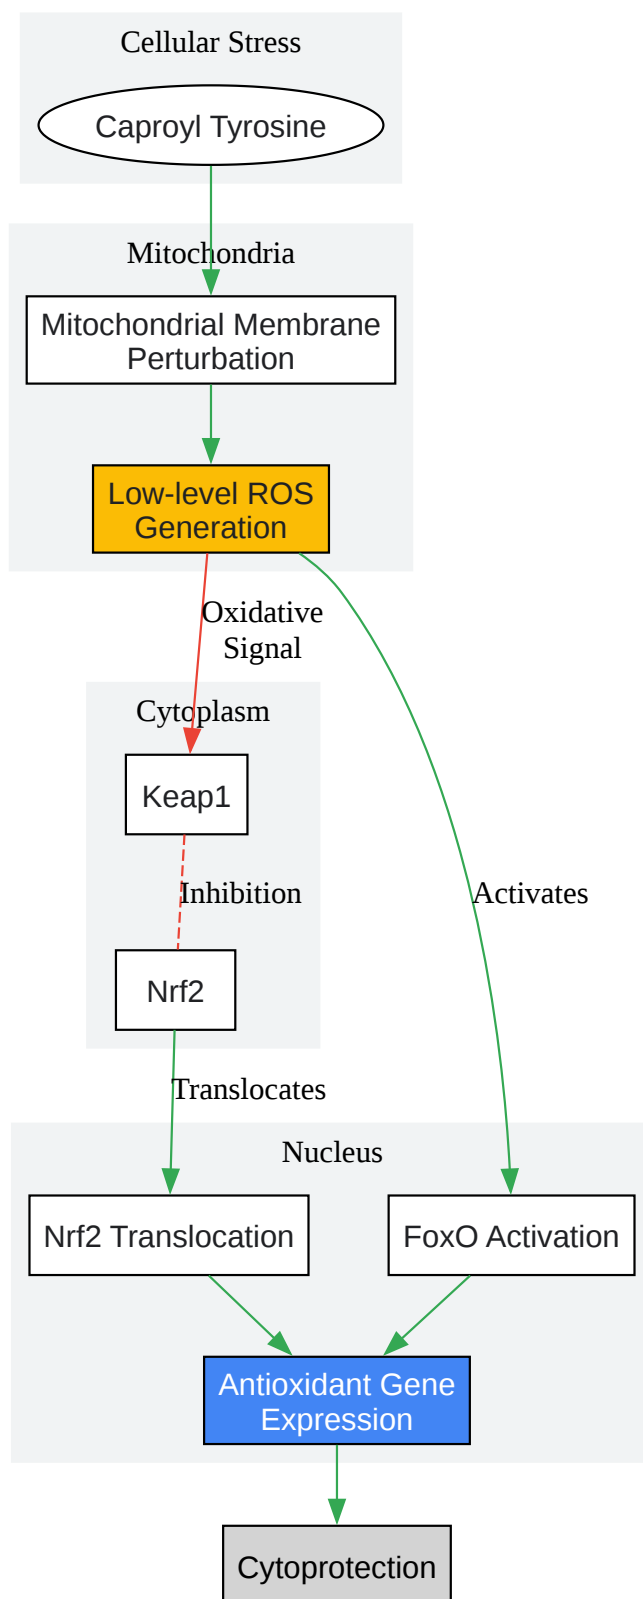 Cellular Stress
Caproyl Tyrosine
Mitochondria
Mitochondrial Membrane
Perturbation
Low-level ROS
Generation
Oxidative
Signal
Cytoplasm
Keap1
Inhibition
Activates
Nrf2
Translocates
Nucleus
Nrf2 Translocation
FoxO Activation
Antioxidant Gene
Expression
Cytoprotection